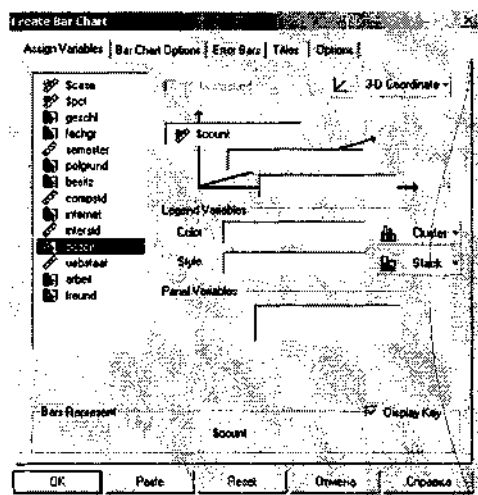 Create Bar Chart
Assign Variables
Bar Chart Options
Error Bars
Titles
Options
$case
$pct
geschl
fachgr
semester
polgrund
besitz
compstd
internet
interstd
webstaat
arbeit
freund
3-D Coordinate
$count
Legend Variables
Color:
Cluster
Style:
Stack
Panel Variables
Bars Represent
Display Key
$count
OK
Paste
Reset
Отмена
Справка